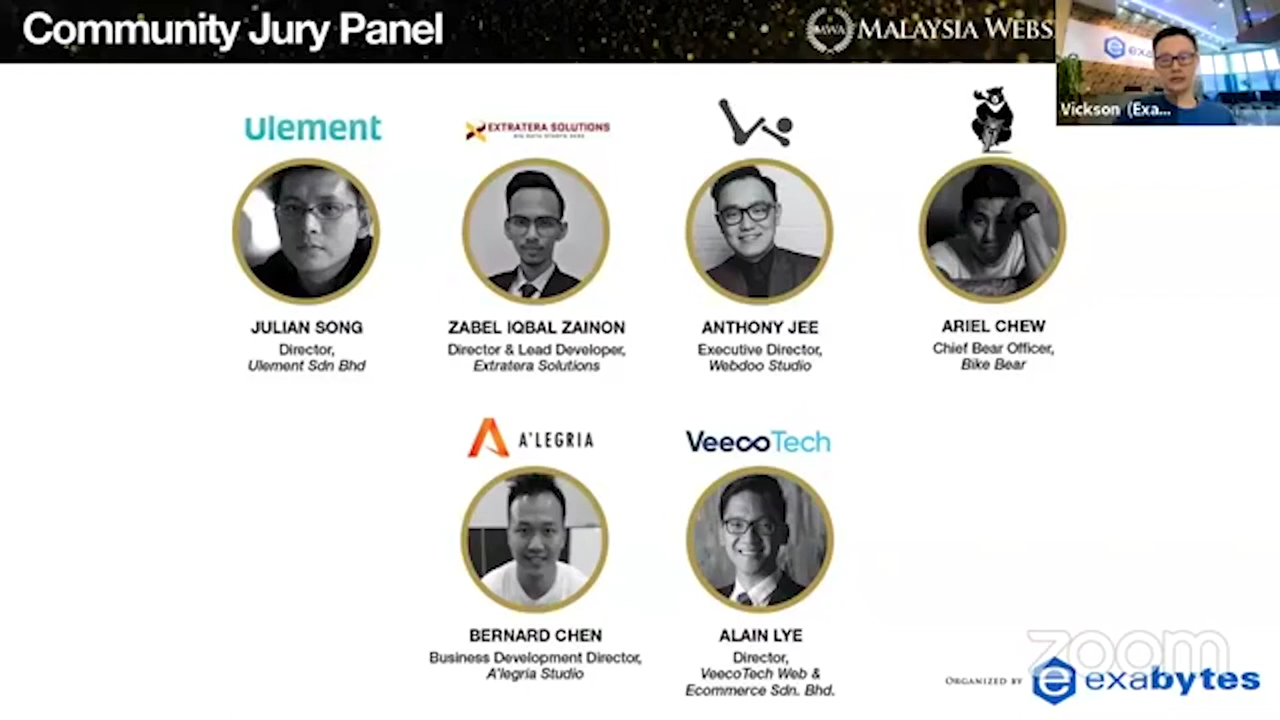 Community Jury Panel
MWA MALAYSIA WEBS
exa
Vickson (Exa...
Ulement
EXTRATERA SOLUTIONS
JULIAN SONG
Director,
Ulement Sdn Bhd
ZABEL IQBAL ZAINON
Director & Lead Developer,
Extratera Solutions
ANTHONY JEE
Executive Director,
Webdoo Studio
ARIEL CHEW
Chief Bear Officer,
Bike Bear
A'LEGRIA
VeecoTech
BERNARD CHEN
Business Development Director,
A'legria Studio
ALAIN LYE
Director,
VeecoTech Web &
Ecommerce Sdn. Bhd.
zoom
ORGANIZED BY exabytes